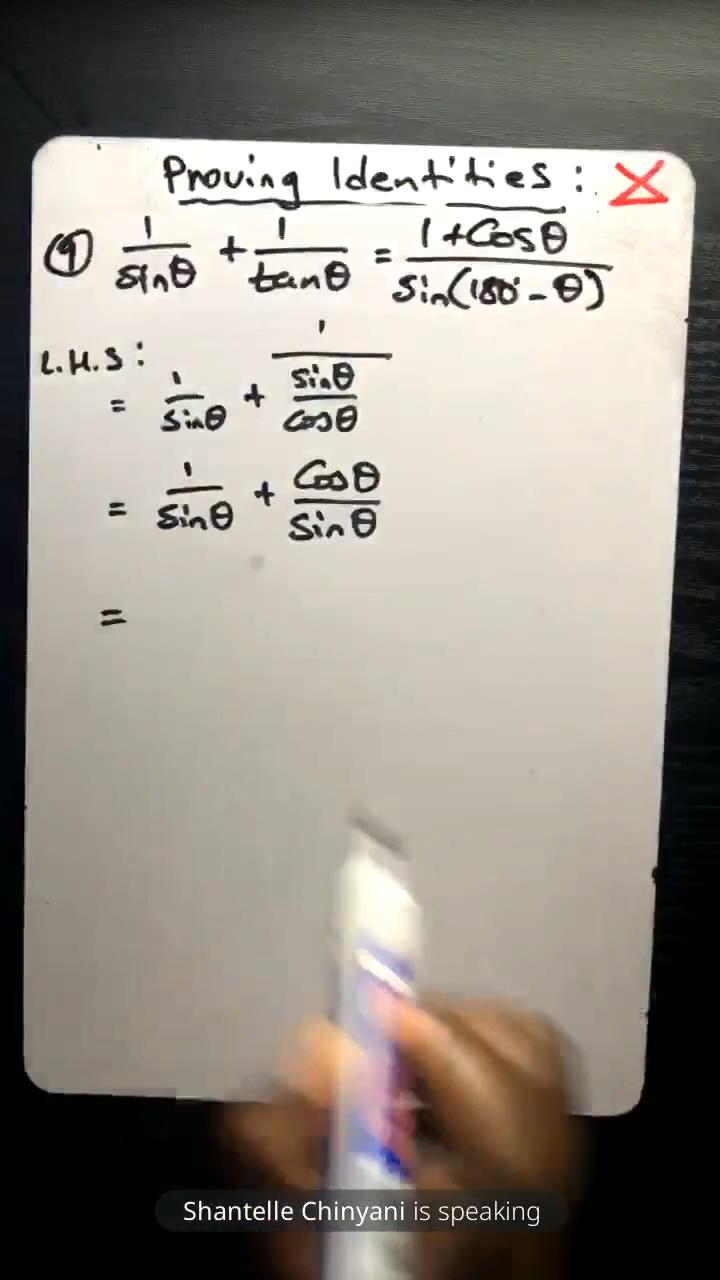 Proving Identities:
① 1/sinθ + 1/tanθ = 1+Cosθ/sin(180° - θ)
L.H.S:
= 1/sinθ + 1/sinθ/cosθ
= 1/sinθ + Cosθ/sinθ
=
Shantelle Chinyani is speaking